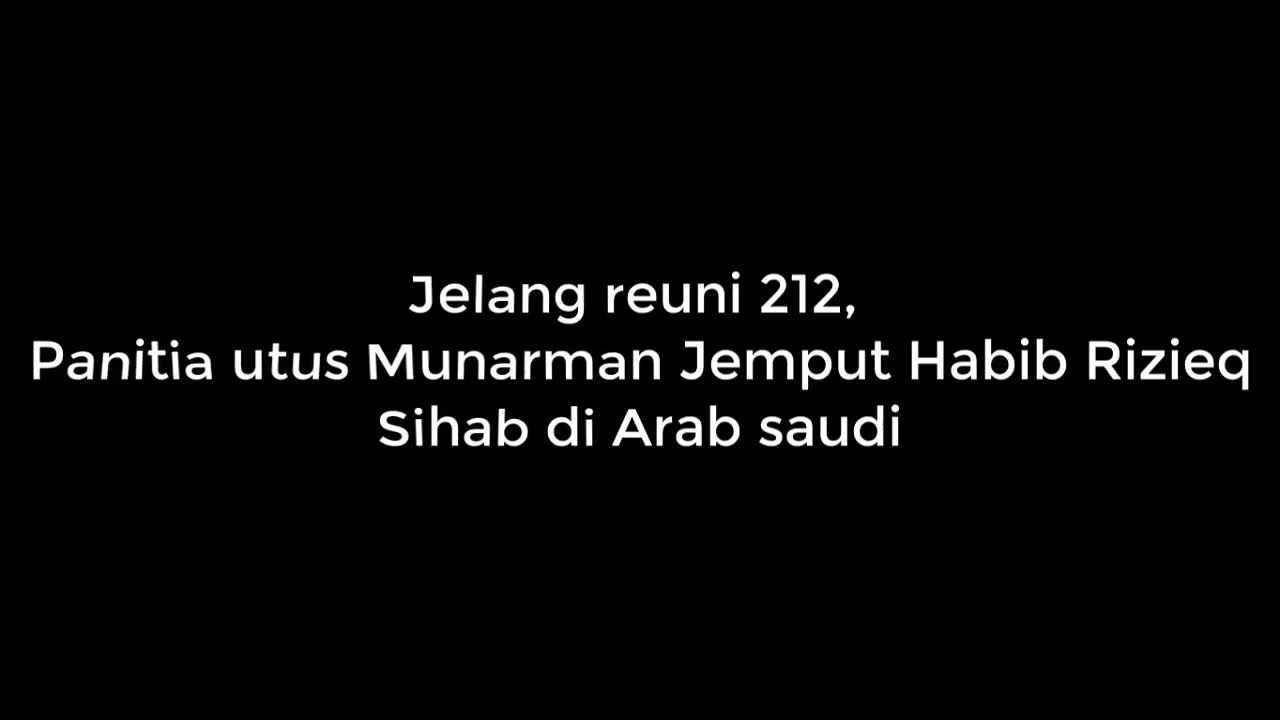 Jelang reuni 212,
Panitia utus Munarman Jemput Habib Rizieq
Sihab di Arab saudi